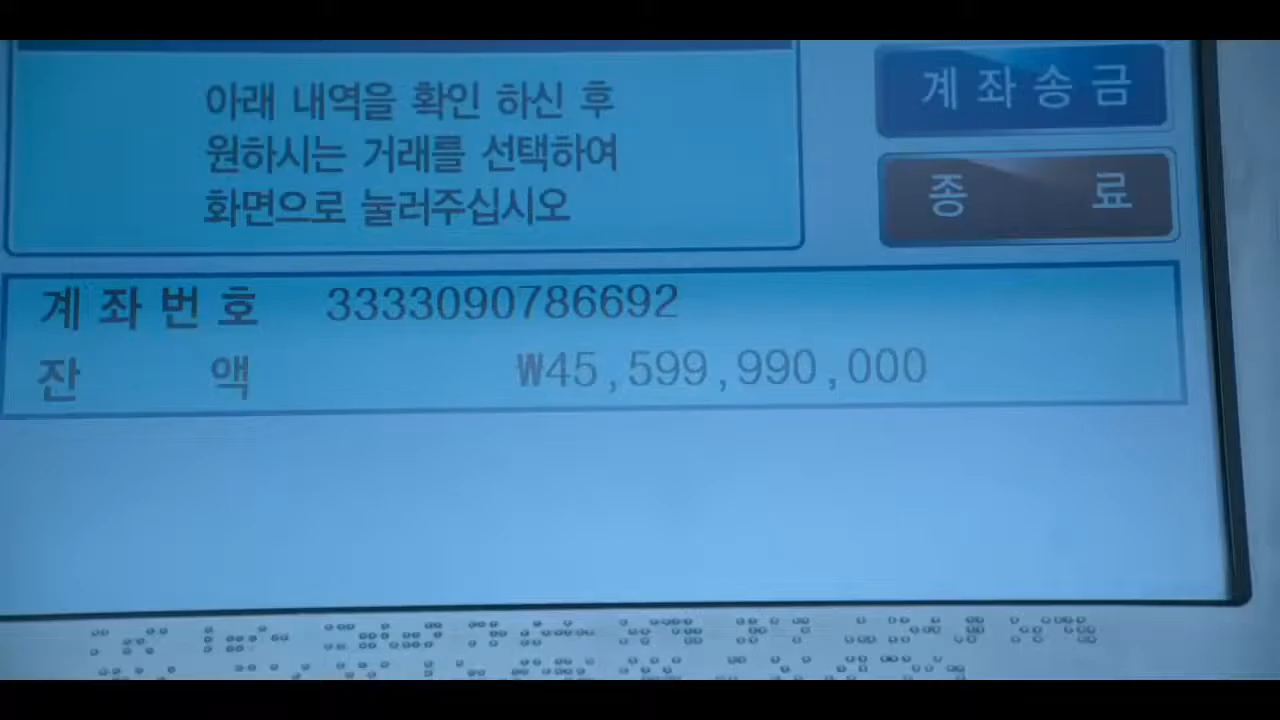 아래 내역을 확인 하신 후
원하시는 거래를 선택하여
화면으로 눌러주십시오
계좌송금
종 료
계좌번호 3333090786692
잔 액 ₩45,599,990,000